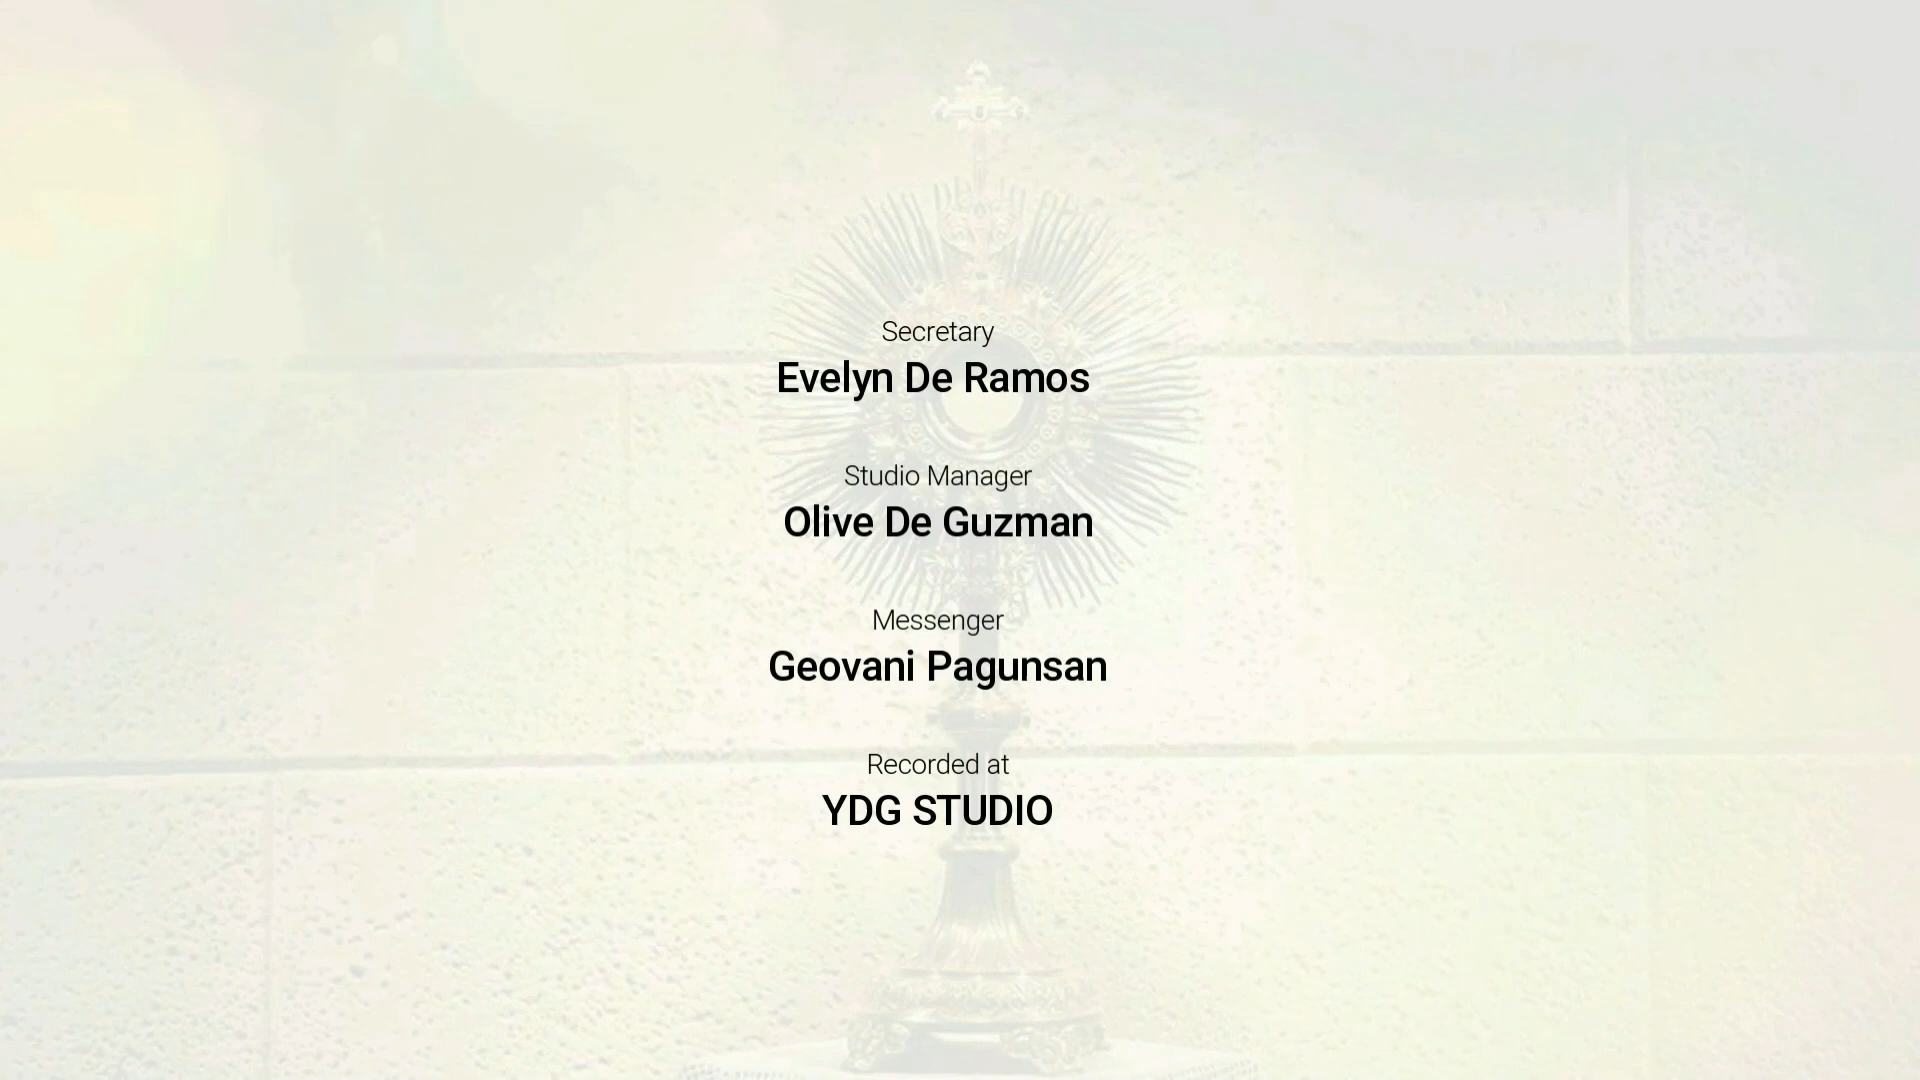 Secretary
Evelyn De Ramos
Studio Manager
Olive De Guzman
Messenger
Geovani Pagunsan
Recorded at
YDG STUDIO